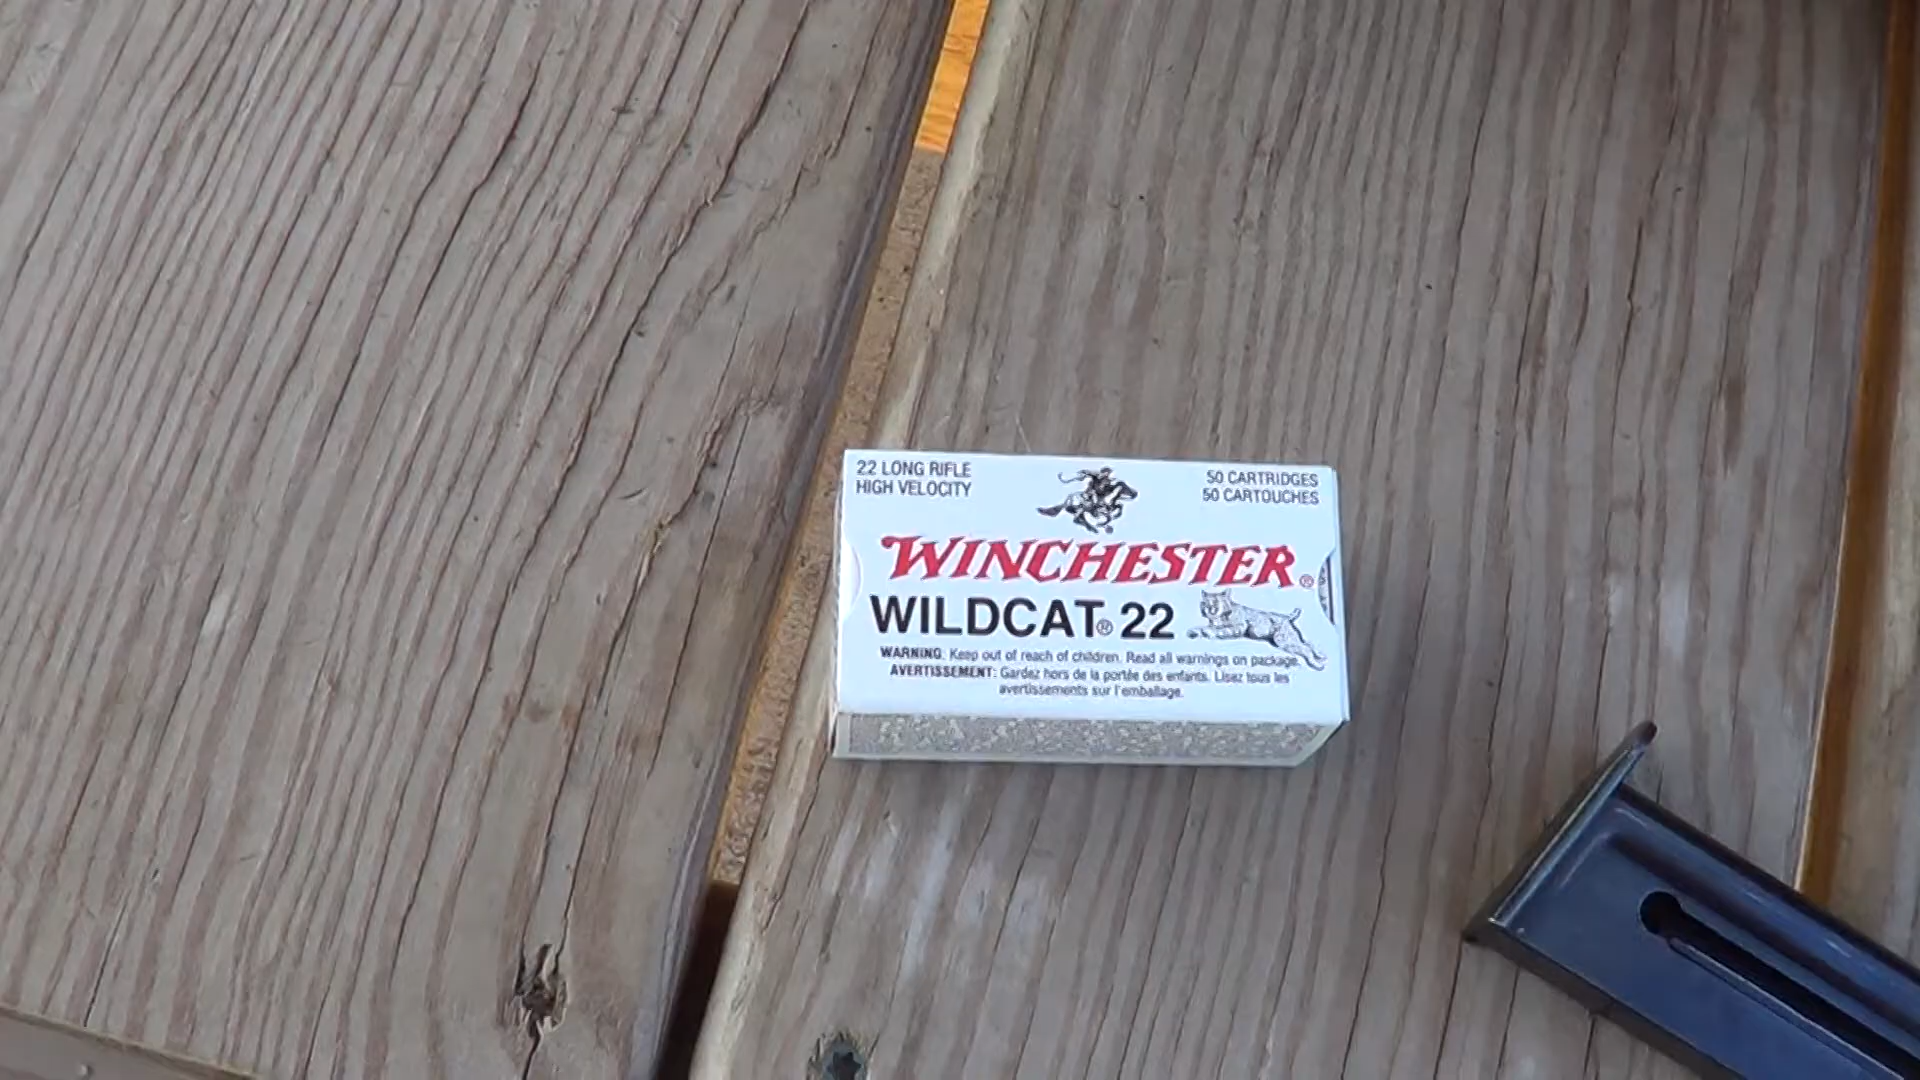 22 LONG RIFLE
HIGH VELOCITY
50 CARTRIDGES
50 CARTOUCHES
WINCHESTER®
WILDCAT® 22
WARNING: Keep out of reach of children. Read all warnings on package.
AVERTISSEMENT: Gardez hors de la portée des enfants. Lisez tous les
avertissements sur l'emballage.